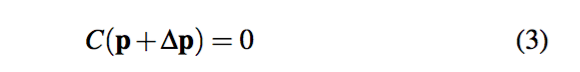 C(p+Δp) = 0 (3)